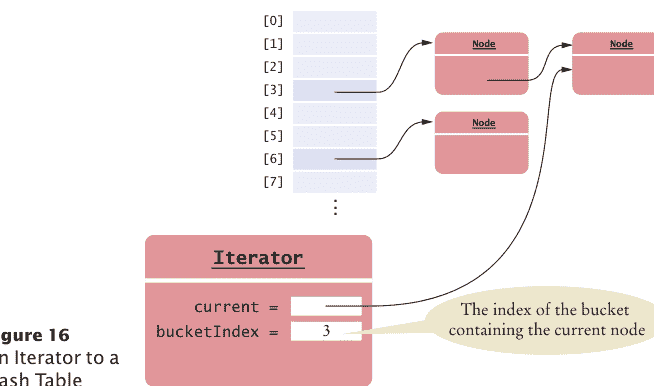 [0]
[1]
[2]
[3]
[4]
[5]
[6]
[7]
Node
Node
Node
Iterator
current =
bucketIndex = 3
The index of the bucket
containing the current node
gure 16
n Iterator to a
ash Table